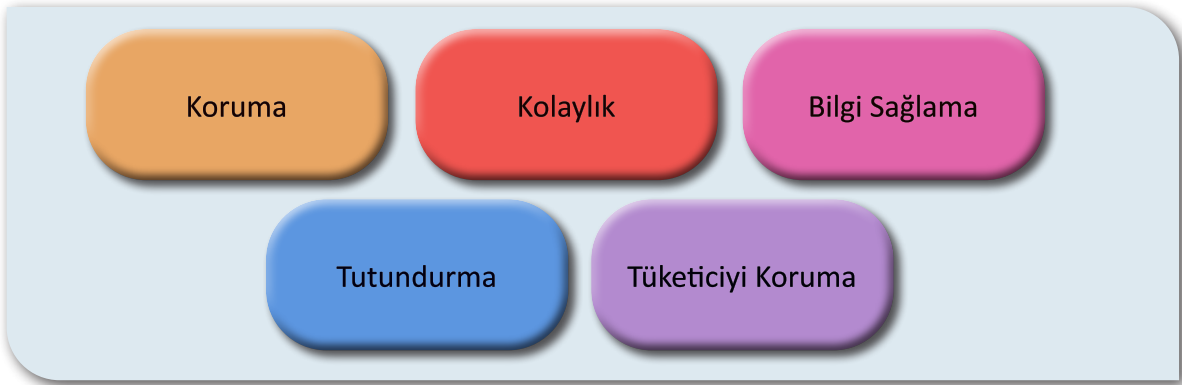 Koruma
Kolaylık
Bilgi Sağlama
Tutundurma
Tüketiciyi Koruma